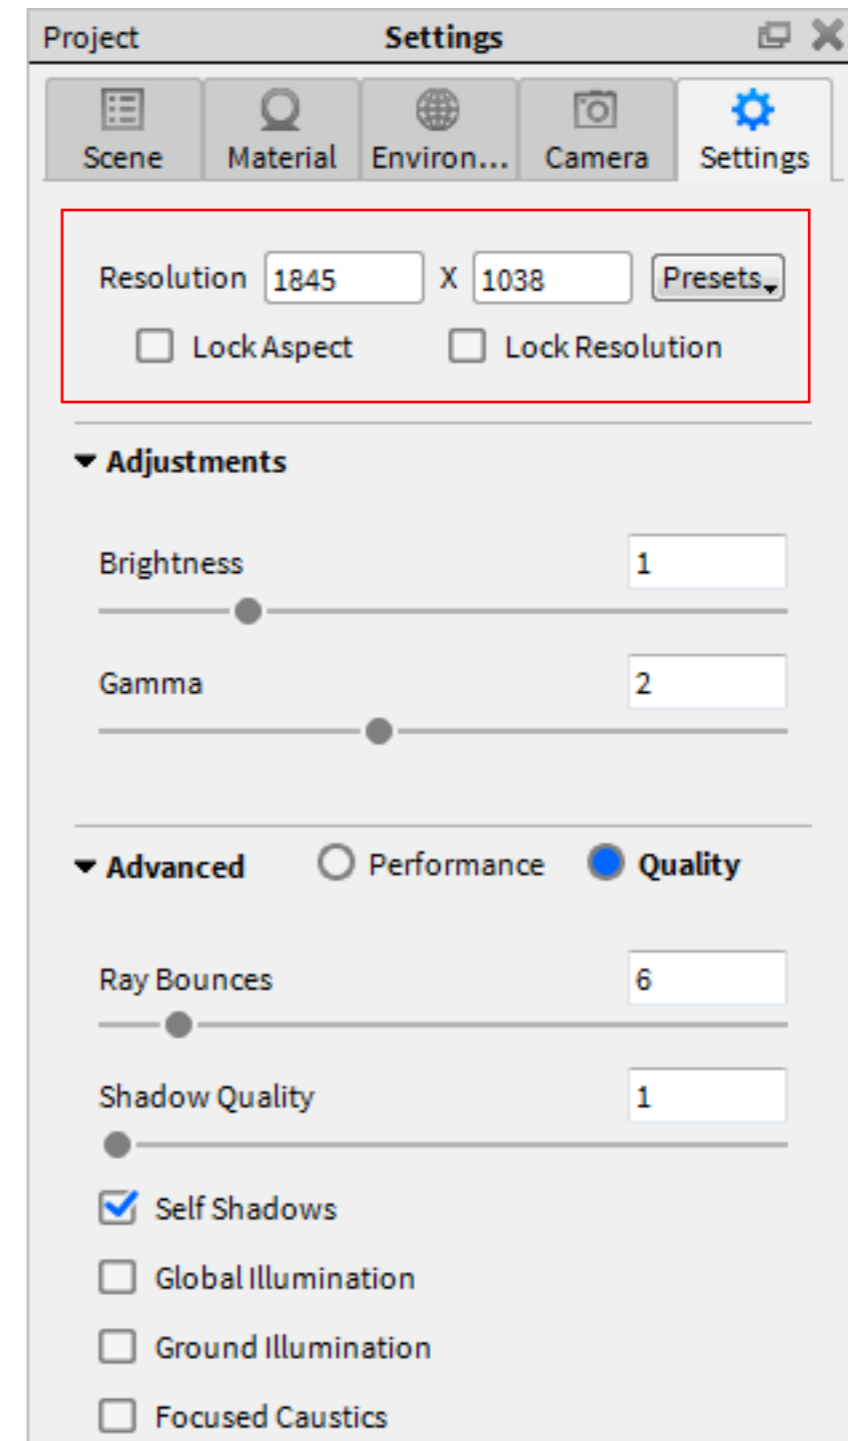 Project Settings
Scene Material Environ... Camera Settings
Resolution 1845 X 1038 Presets
Lock Aspect Lock Resolution
Adjustments
Brightness 1
Gamma 2
Advanced Performance Quality
Ray Bounces 6
Shadow Quality 1
Self Shadows
Global Illumination
Ground Illumination
Focused Caustics